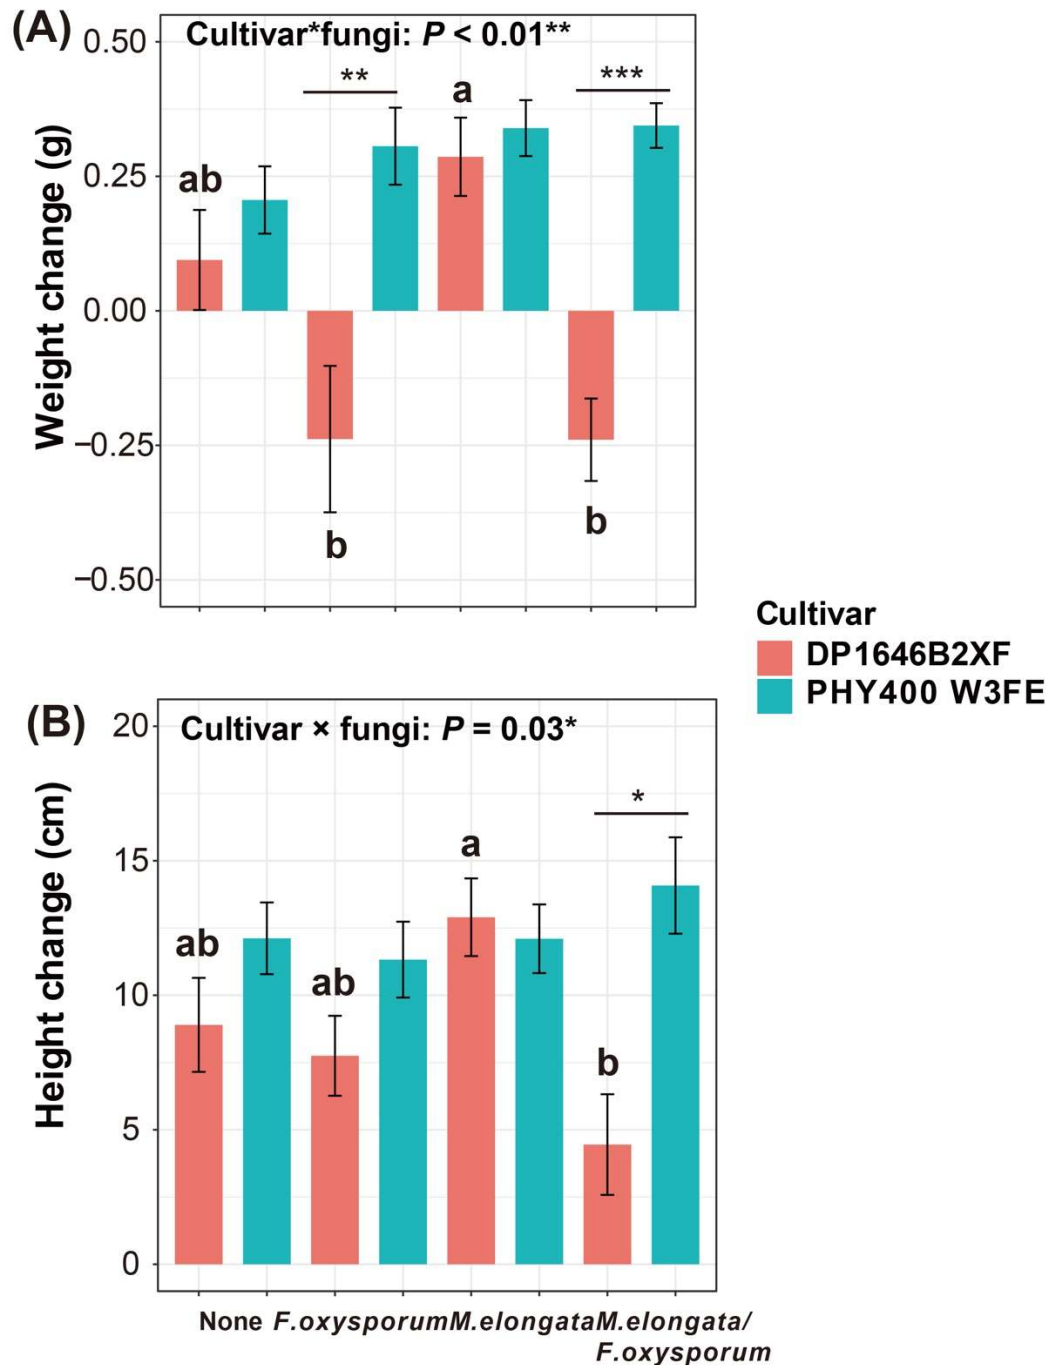 (A)
Cultivar*fungi: P < 0.01**
0.50
0.25
0.00
−0.25
−0.50
Weight change (g)
ab
b
**
a
b
***
Cultivar
DP1646B2XF
PHY400 W3FE
(B)
Cultivar × fungi: P = 0.03*
20
15
10
5
0
Height change (cm)
ab
ab
a
b
*
None F.oxysporumM.elongataM.elongata/
F.oxysporum